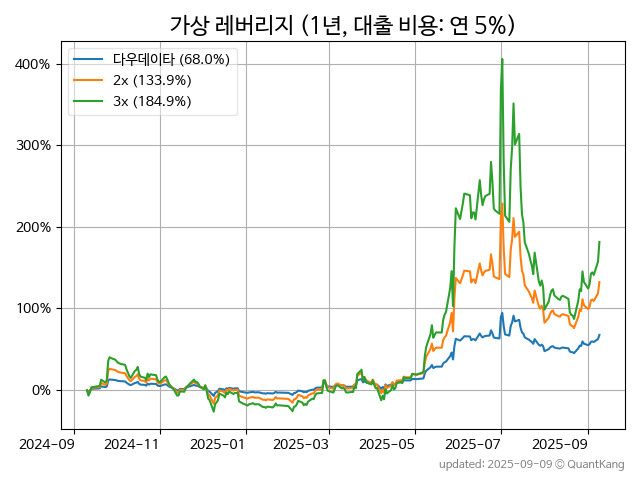 가상 레버리지 (1년, 대출 비용: 연 5%)
다우데이타 (68.0%)
2x (133.9%)
3x (184.9%)
400%
300%
200%
100%
0%
2024-09 2024-11 2025-01 2025-03 2025-05 2025-07 2025-09
updated: 2025-09-09 © QuantKang